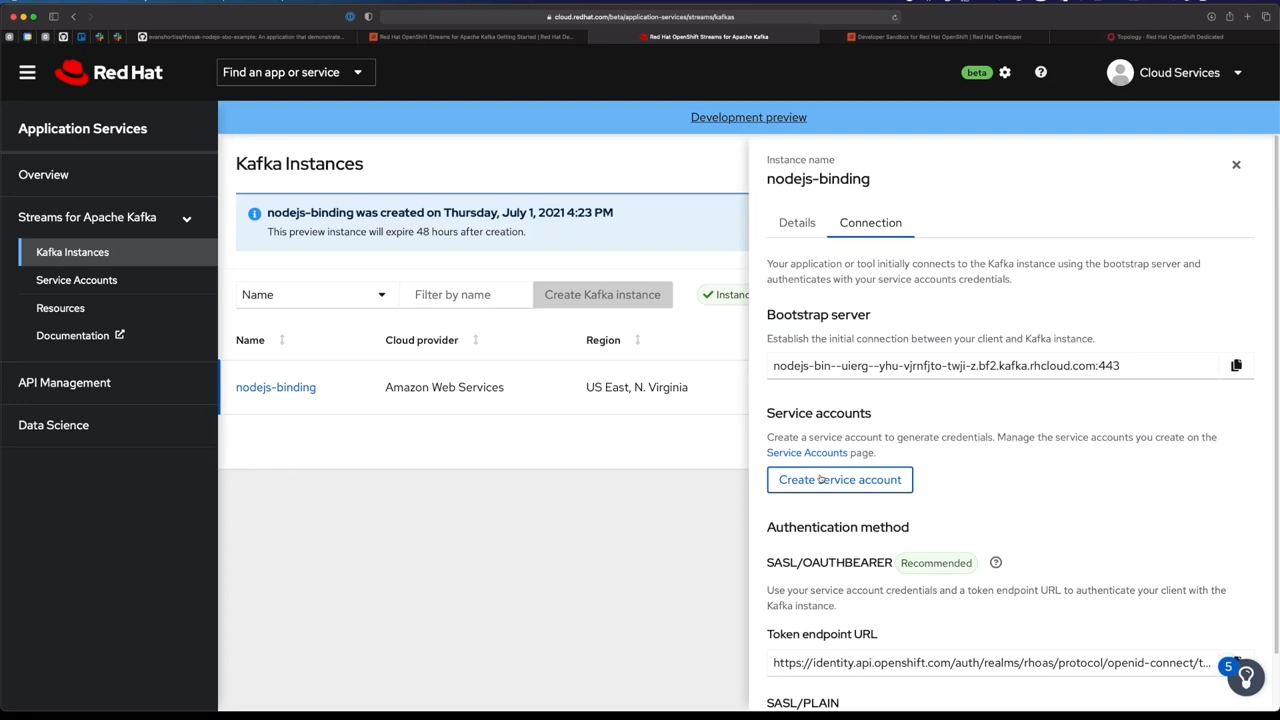 cloud.redhat.com/beta/application-services/streams/kafkas
evanshortiss/rhosak-nodejs-sbo-example: An application that demonstrate...
Red Hat OpenShift Streams for Apache Kafka Getting Started | Red Hat De...
Red Hat OpenShift Streams for Apache Kafka
Developer Sandbox for Red Hat OpenShift | Red Hat Developer
Topology · Red Hat OpenShift Dedicated
Red Hat
Find an app or service
beta
Cloud Services
Application Services
Overview
Streams for Apache Kafka
Kafka Instances
Service Accounts
Resources
Documentation
API Management
Data Science
Development preview
Kafka Instances
nodejs-binding was created on Thursday, July 1, 2021 4:23 PM
This preview instance will expire 48 hours after creation.
Name
Filter by name
Create Kafka instance
Instanc
Name
Cloud provider
Region
nodejs-binding
Amazon Web Services
US East, N. Virginia
Instance name
nodejs-binding
Details
Connection
Your application or tool initially connects to the Kafka instance using the bootstrap server and
authenticates with your service accounts credentials.
Bootstrap server
Establish the initial connection between your client and Kafka instance.
nodejs-bin--uierg--yhu-vjrnfjto-twji-z.bf2.kafka.rhcloud.com:443
Service accounts
Create a service account to generate credentials. Manage the service accounts you create on the
Service Accounts page.
Create service account
Authentication method
SASL/OAUTHBEARER
Recommended
Use your service account credentials and a token endpoint URL to authenticate your client with the
Kafka instance.
Token endpoint URL
https://identity.api.openshift.com/auth/realms/rhoas/protocol/openid-connect/t...
5
SASL/PLAIN